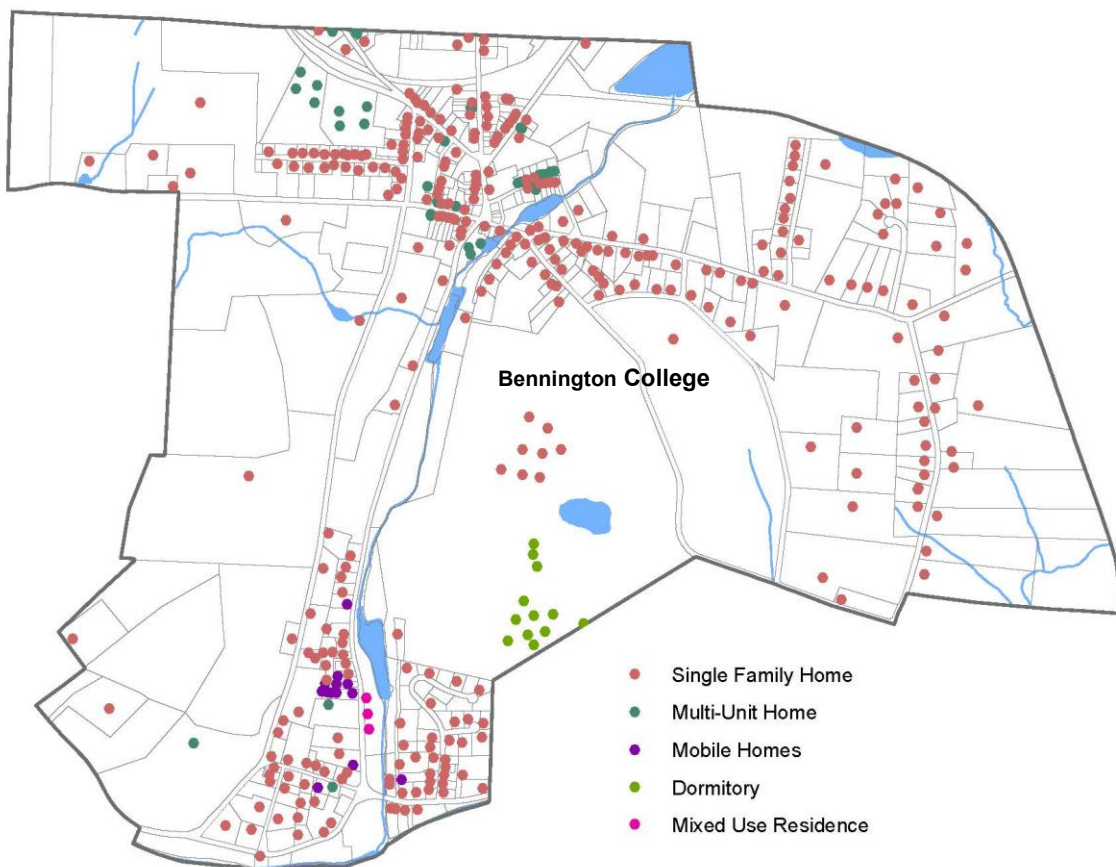 Bennington College
Single Family Home
Multi-Unit Home
Mobile Homes
Dormitory
Mixed Use Residence